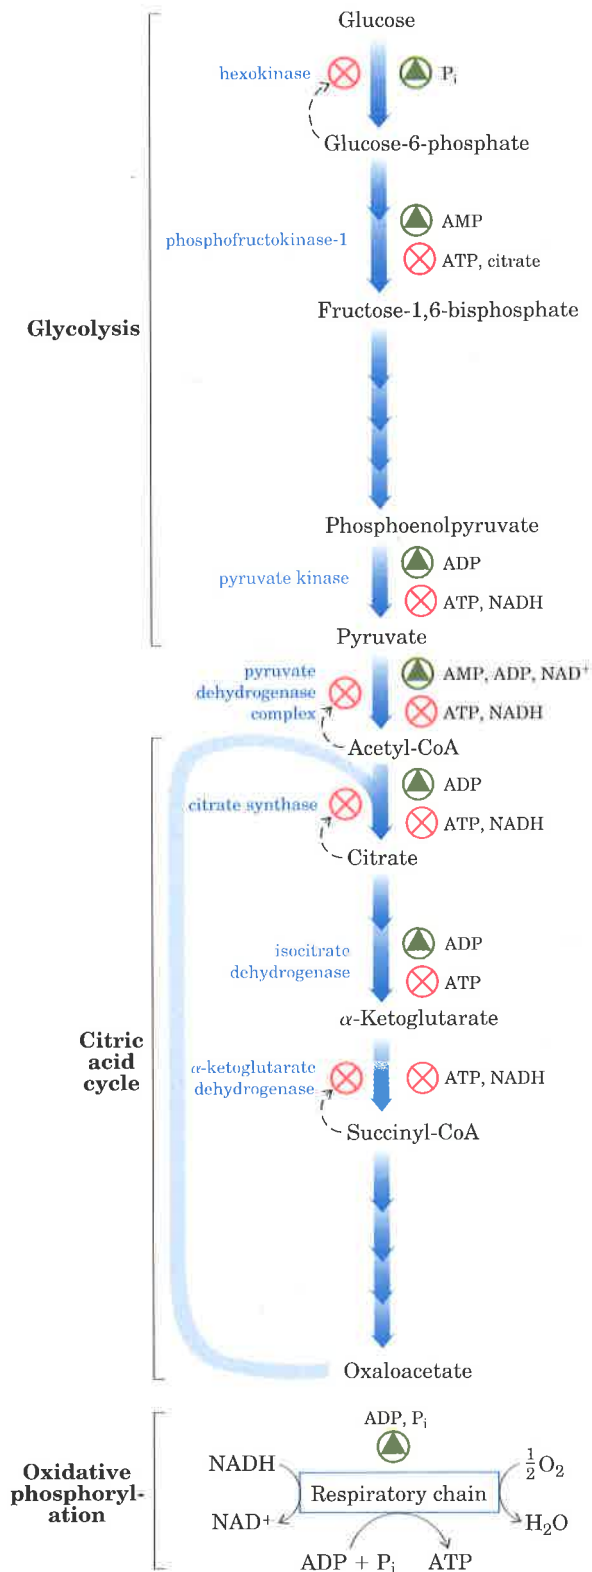 Glucose
hexokinase
Pᵢ
Glucose-6-phosphate
phosphofructokinase-1
AMP
ATP, citrate
Fructose-1,6-bisphosphate
Glycolysis
Phosphoenolpyruvate
pyruvate kinase
ADP
ATP, NADH
Pyruvate
pyruvate
dehydrogenase
complex
AMP, ADP, NAD⁺
ATP, NADH
Acetyl-CoA
citrate synthase
ADP
ATP, NADH
Citrate
isocitrate
dehydrogenase
ADP
ATP
α-Ketoglutarate
Citric
acid
cycle
α-ketoglutarate
dehydrogenase
ATP, NADH
Succinyl-CoA
Oxaloacetate
Oxidative
phosphoryl-
ation
ADP, Pᵢ
NADH
½O₂
Respiratory chain
NAD+
H₂O
ADP + Pᵢ
ATP